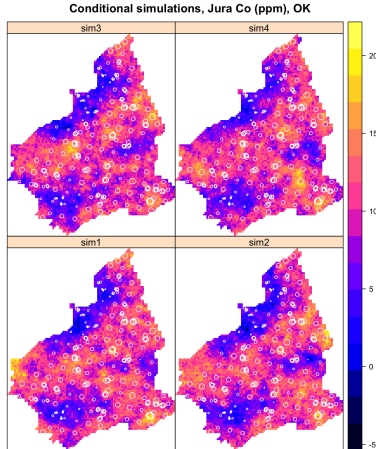 Conditional simulations, Jura Co (ppm), OK
sim3
sim4
20
15
10
5
0
-5
sim1
sim2